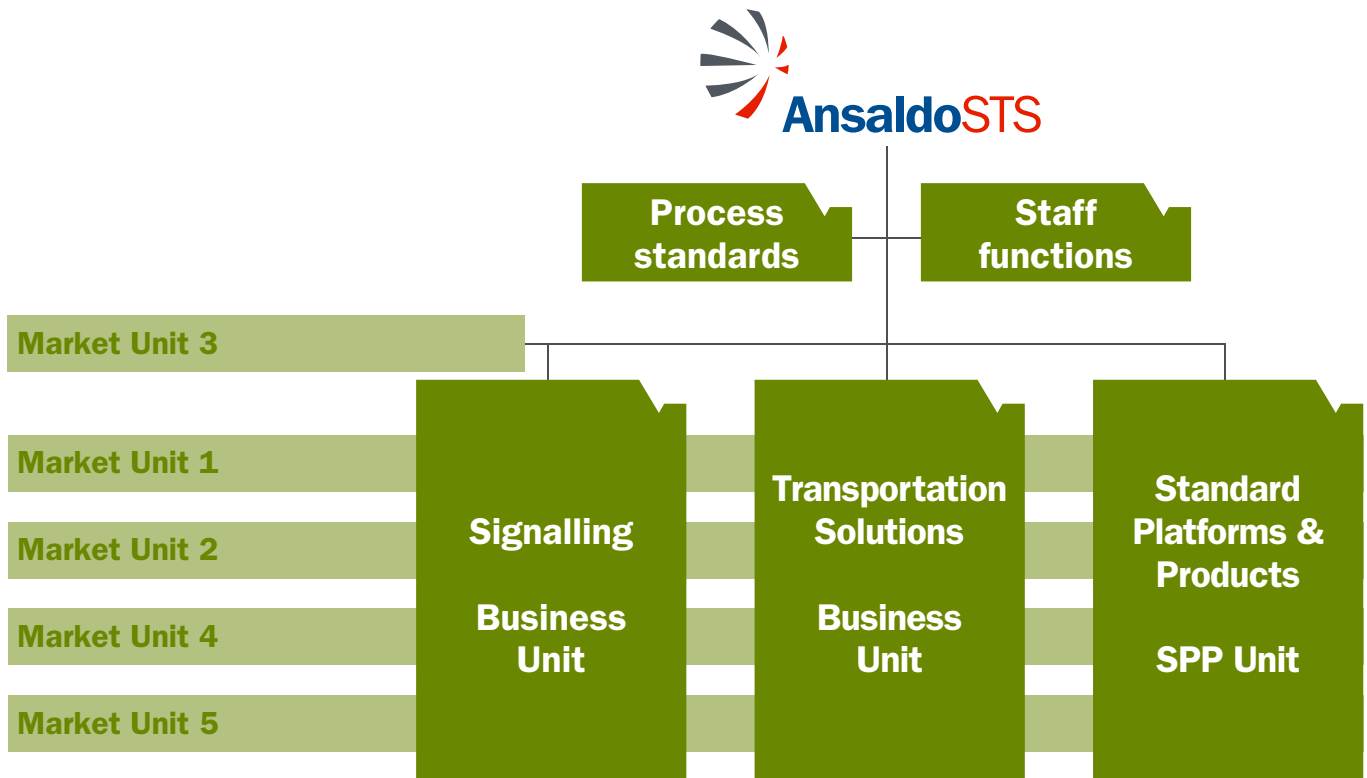 AnsaldoSTS
Process
standards
Staff
functions
Market Unit 3
Market Unit 1
Market Unit 2
Market Unit 4
Market Unit 5
Signalling
Business
Unit
Transportation
Solutions
Business
Unit
Standard
Platforms &
Products
SPP Unit